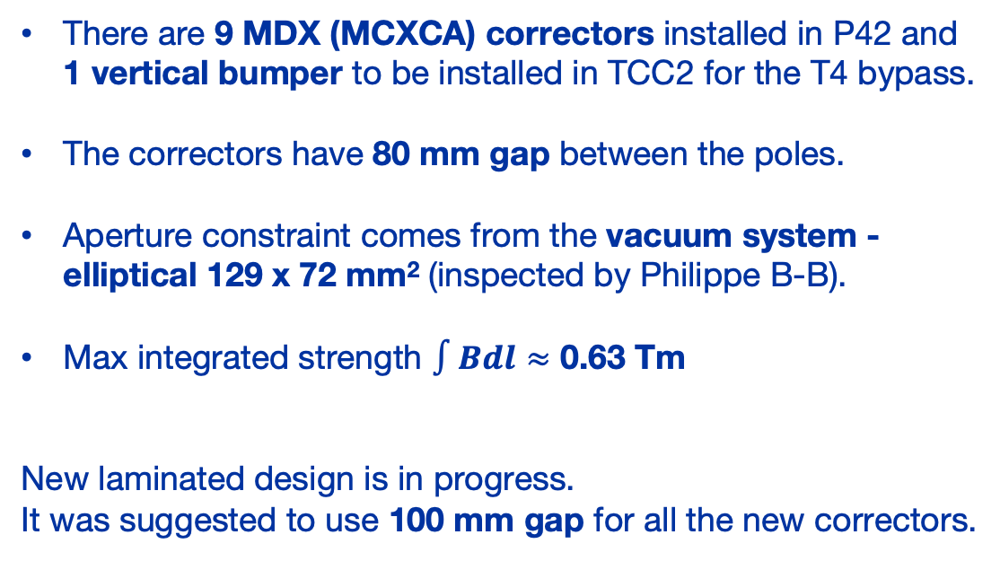 • There are 9 MDX (MCXCA) correctors installed in P42 and
1 vertical bumper to be installed in TCC2 for the T4 bypass.
• The correctors have 80 mm gap between the poles.
• Aperture constraint comes from the vacuum system -
elliptical 129 x 72 mm² (inspected by Philippe B-B).
• Max integrated strength ∫ Bdl ≈ 0.63 Tm
New laminated design is in progress.
It was suggested to use 100 mm gap for all the new correctors.